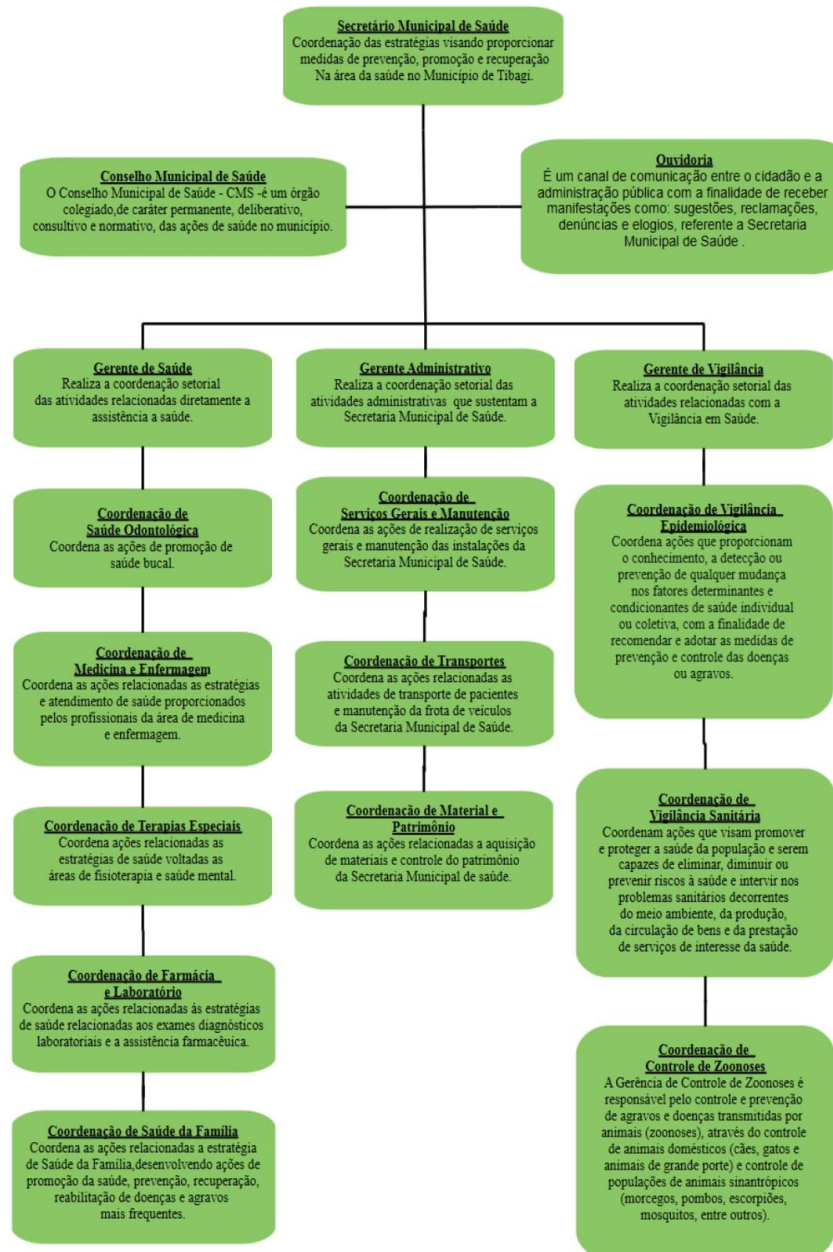 Secretário Municipal de Saúde
Coordenação das estratégias visando proporcionar
medidas de prevenção, promoção e recuperação
Na área da saúde no Município de Tibagi.
Conselho Municipal de Saúde
O Conselho Municipal de Saúde - CMS -é um órgão
colegiado,de caráter permanente, deliberativo,
consultivo e normativo, das ações de saúde no município.
Ouvidoria
É um canal de comunicação entre o cidadão e a
administração pública com a finalidade de receber
manifestações como: sugestões, reclamações,
denúncias e elogios, referente a Secretaria
Municipal de Saúde .
Gerente de Saúde
Realiza a coordenação setorial
das atividades relacionadas diretamente a
assistência a saúde.
Coordenação de
Saúde Odontológica
Coordena as ações de promoção de
saúde bucal.
Coordenação de
Medicina e Enfermagem
Coordena as ações relacionadas as estratégias
e atendimento de saúde proporcionados
pelos profissionais da área de medicina
e enfermagem.
Coordenação de Terapias Especiais
Coordena ações relacionadas as
estratégias de saúde voltadas as
áreas de fisioterapia e saúde mental.
Coordenação de Farmácia
e Laboratório
Coordena as ações relacionadas ás estratégias
de saúde relacionadas aos exames diagnósticos
laboratoriais e a assistência farmacêuica.
Coordenação de Saúde da Família
Coordena as ações relacionadas a estratégia
de Saúde da Família,desenvolvendo ações de
promoção da saúde, prevenção, recuperação,
reabilitação de doenças e agravos
mais frequentes.
Gerente Administrativo
Realiza a coordenação setorial das
atividades administrativas que sustentam a
Secretaria Municipal de Saúde.
Coordenação de
Serviços Gerais e Manutenção
Coordena as ações de realização de serviços
gerais e manutenção das instalações da
Secretaria Municipal de Saúde.
Coordenação de Transportes
Coordena as ações relacionadas as
atividades de transporte de pacientes
e manutenção da frota de veículos
da Secretaria Municipal de Saúde.
Coordenação de Material e
Patrimônio
Coordena as ações relacionadas a aquisição
de materiais e controle do patrimônio
da Secretaria Municipal de saúde.
Gerente de Vigilância
Realiza a coordenação setorial das
atividades relacionadas com a
Vigilância em Saúde.
Coordenação de Vigilância
Epidemiológica
Coordena ações que proporcionam
o conhecimento, a detecção ou
prevenção de qualquer mudança
nos fatores determinantes e
condicionantes de saúde individual
ou coletiva, com a finalidade de
recomendar e adotar as medidas de
prevenção e controle das doenças
ou agravos.
Coordenação de
Vigilância Sanitária
Coordenam ações que visam promover
e proteger a saúde da população e serem
capazes de eliminar, diminuir ou
prevenir riscos à saúde e intervir nos
problemas sanitários decorrentes
do meio ambiente, da produção,
da circulação de bens e da prestação
de serviços de interesse da saúde.
Coordenação de
Controle de Zoonoses
A Gerência de Controle de Zoonoses é
responsável pelo controle e prevenção
de agravos e doenças transmitidas por
animais (zoonoses), através do controle
de animais domésticos (cães, gatos e
animais de grande porte) e controle de
populações de animais sinantrópicos
(morcegos, pombos, escorpiões,
mosquitos, entre outros).